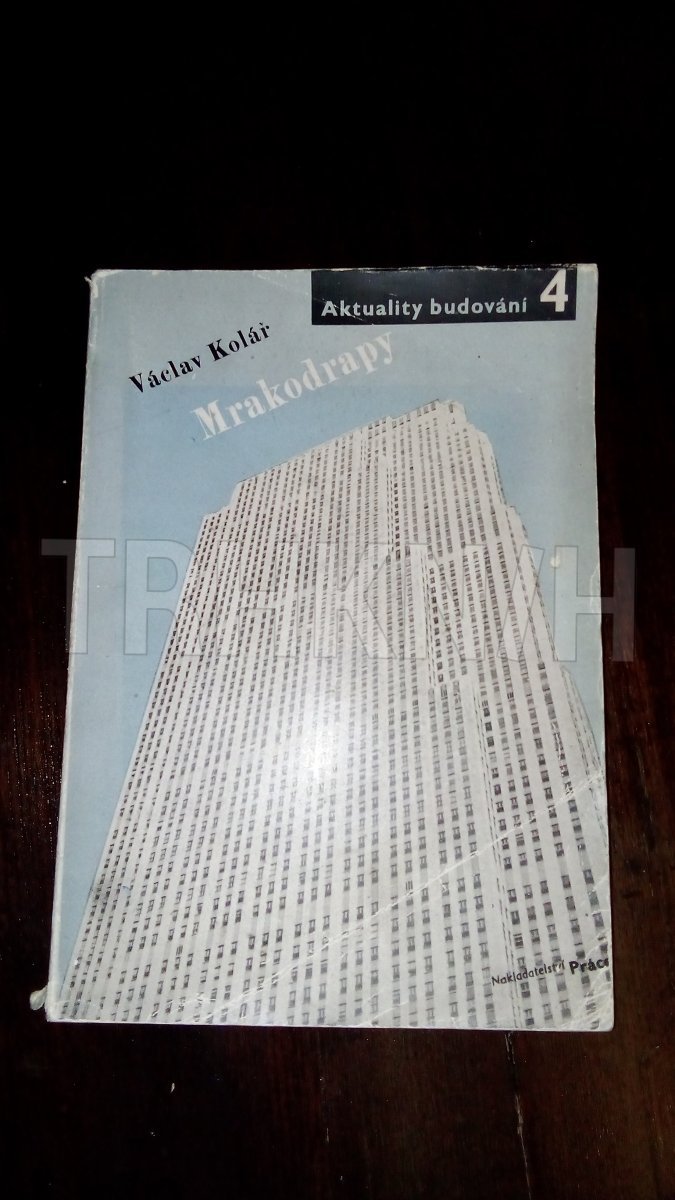 Aktuality budování 4
Václav Kolář
Mrakodrapy
Nakladatelství Práce